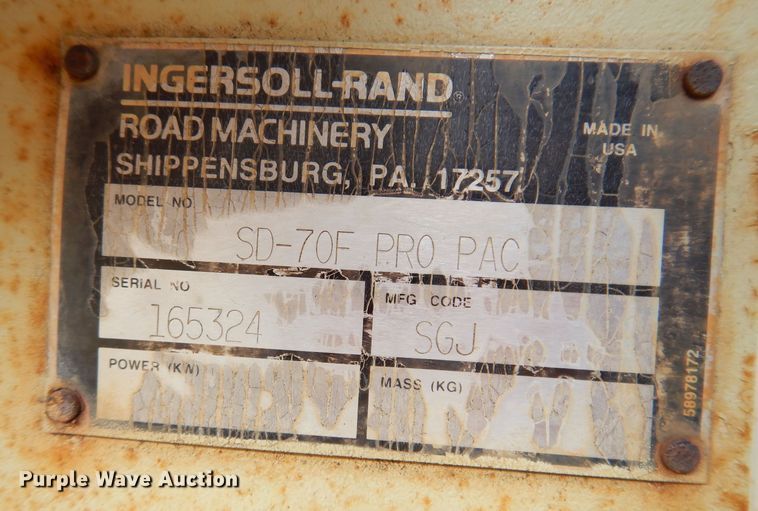 INGERSOLL-RAND®
ROAD MACHINERY
SHIPPENSBURG, PA. 17257
MADE IN
USA
MODEL NO.
SD-70F PRO PAC
SERIAL NO
165324
MFG CODE
SGJ
POWER (KW)
MASS (KG)
58978172
Purple Wave Auction